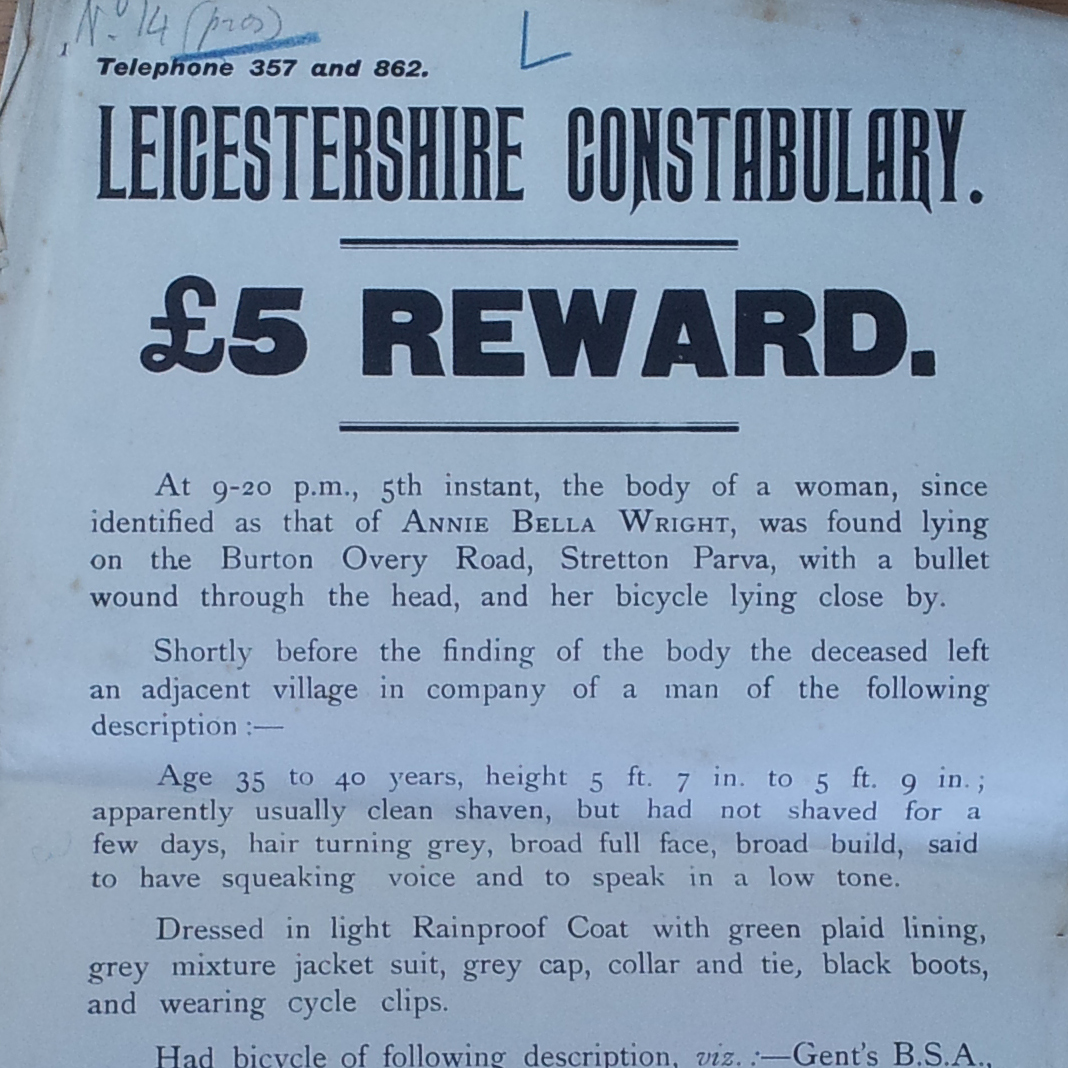 No. 14 (pros)
L
Telephone 357 and 862.
LEICESTERSHIRE CONSTABULARY.
£5 REWARD.
At 9-20 p.m., 5th instant, the body of a woman, since
identified as that of ANNIE BELLA WRIGHT, was found lying
on the Burton Overy Road, Stretton Parva, with a bullet
wound through the head, and her bicycle lying close by.
Shortly before the finding of the body the deceased left
an adjacent village in company of a man of the following
description :—
Age 35 to 40 years, height 5 ft. 7 in. to 5 ft. 9 in. ;
apparently usually clean shaven, but had not shaved for a
few days, hair turning grey, broad full face, broad build, said
to have squeaking voice and to speak in a low tone.
Dressed in light Rainproof Coat with green plaid lining,
grey mixture jacket suit, grey cap, collar and tie, black boots,
and wearing cycle clips.
Had bicycle of following description, viz. :—Gent's B.S.A.,